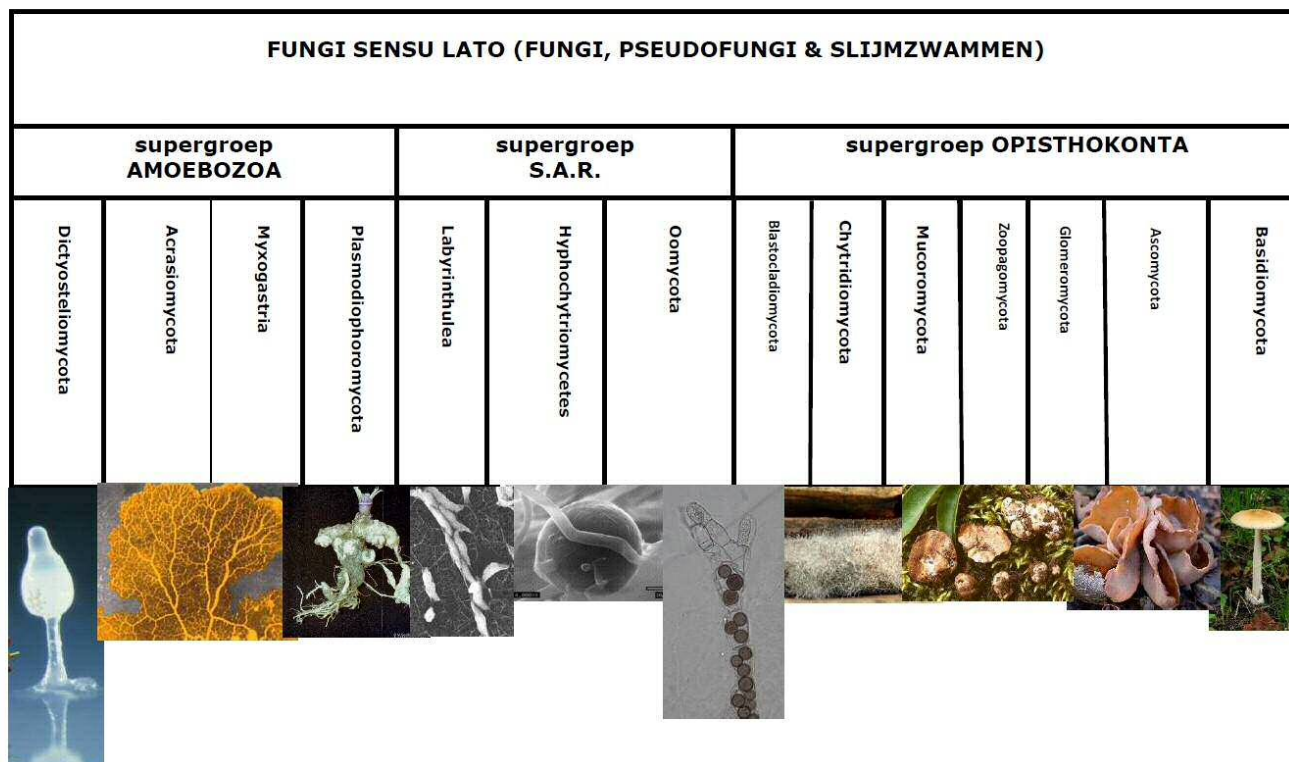 FUNGI SENSU LATO (FUNGI, PSEUDOFUNGI & SLIJMZWAMMEN)
supergroep
AMOEBOZOA
supergroep
S.A.R.
supergroep OPISTHOKONTA
Dictyosteliomycota
Acrasiomycota
Myxogastria
Plasmodiophoromycota
Labyrinthulea
Hyphochytriomycetes
Oomycota
Blastocladiomycota
Chytridiomycota
Mucoromycota
Zoopagomycota
Glomeromycota
Ascomycota
Basidiomycota